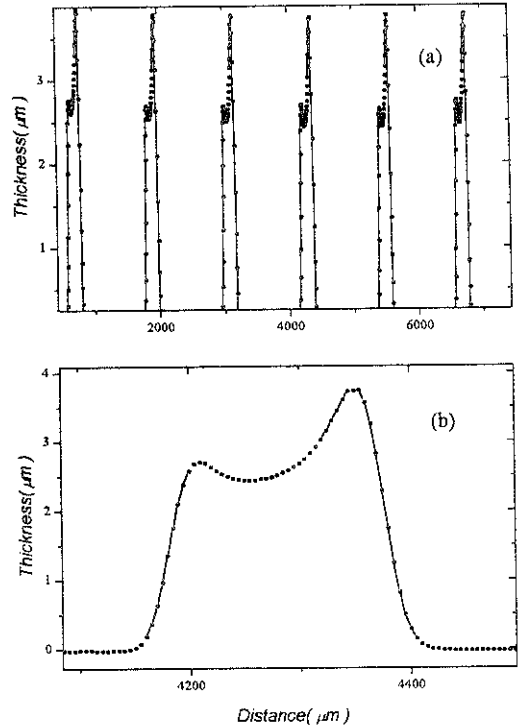 (a)
Thickness( μm)
3
2
1
2000
4000
6000
(b)
Thickness( μm)
4
3
2
1
0
4200
4400
Distance( μm)